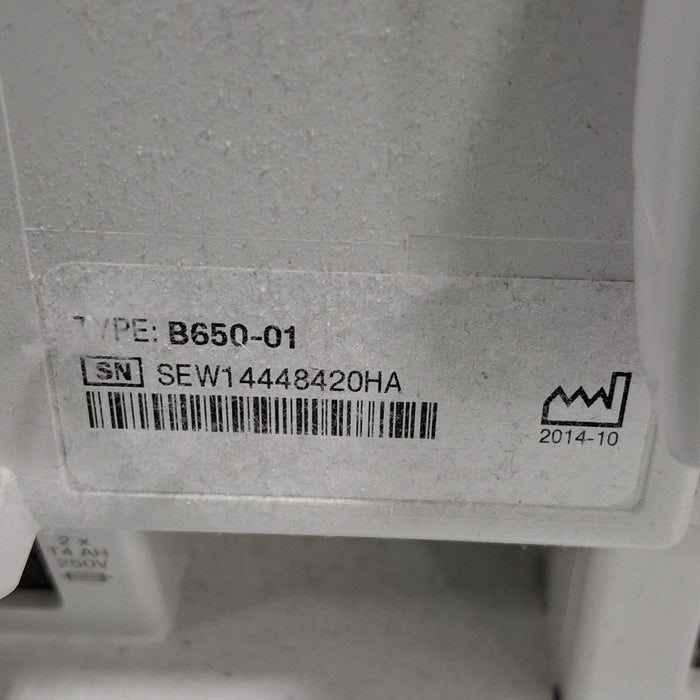 TYPE: B650-01
SN SEW14448420HA
2014-10
2 x
T4 AH
250V